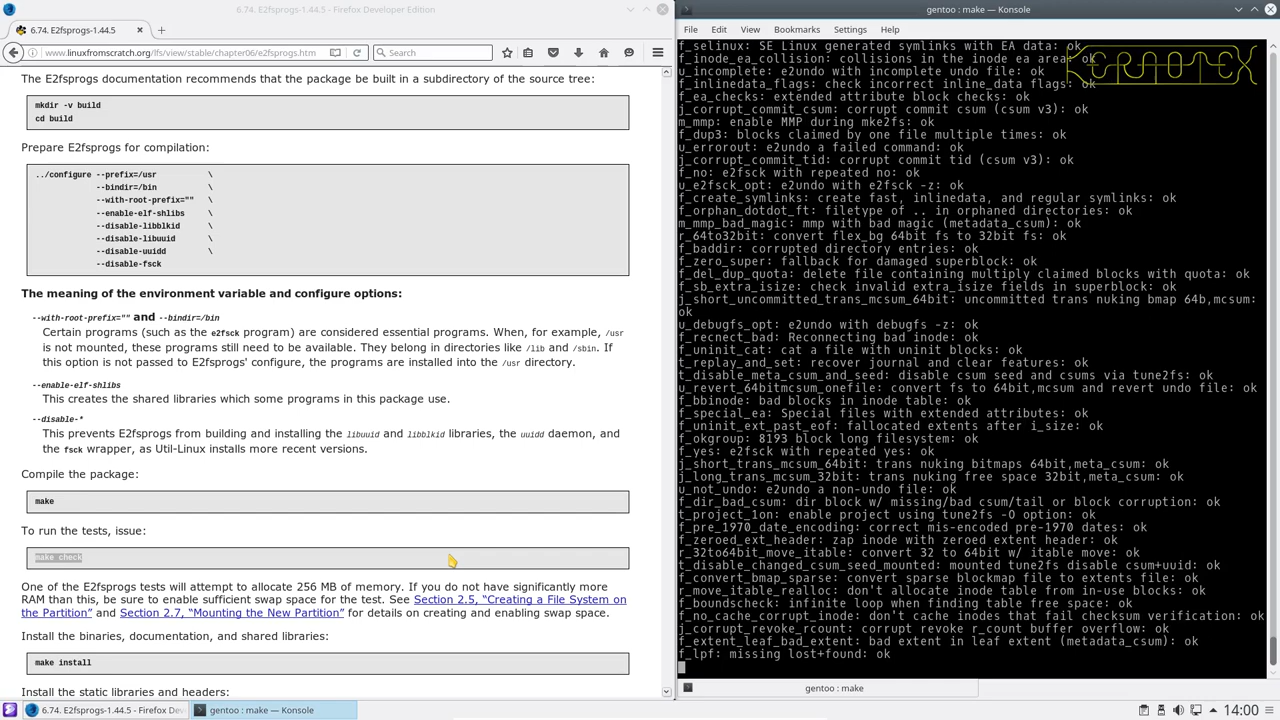 6.74. E2fsprogs-1.44.5 - Firefox Developer Edition
6.74. E2fsprogs-1.44.5
www.linuxfromscratch.org/lfs/view/stable/chapter06/e2fsprogs.htm
Search
The E2fsprogs documentation recommends that the package be built in a subdirectory of the source tree:
mkdir -v build
cd build
Prepare E2fsprogs for compilation:
../configure --prefix=/usr \
--bindir=/bin \
--with-root-prefix="" \
--enable-elf-shlibs \
--disable-libblkid \
--disable-libuuid \
--disable-uuidd \
--disable-fsck
The meaning of the environment variable and configure options:
--with-root-prefix="" and --bindir=/bin
Certain programs (such as the e2fsck program) are considered essential programs. When, for example, /usr
is not mounted, these programs still need to be available. They belong in directories like /lib and /sbin. If
this option is not passed to E2fsprogs' configure, the programs are installed into the /usr directory.
--enable-elf-shlibs
This creates the shared libraries which some programs in this package use.
--disable-*
This prevents E2fsprogs from building and installing the libuuid and libblkid libraries, the uuidd daemon, and
the fsck wrapper, as Util-Linux installs more recent versions.
Compile the package:
make
To run the tests, issue:
make check
One of the E2fsprogs tests will attempt to allocate 256 MB of memory. If you do not have significantly more
RAM than this, be sure to enable sufficient swap space for the test. See Section 2.5, “Creating a File System on
the Partition” and Section 2.7, “Mounting the New Partition” for details on creating and enabling swap space.
Install the binaries, documentation, and shared libraries:
make install
Install the static libraries and headers:
gentoo : make — Konsole
File Edit View Bookmarks Settings Help
f_selinux: SE Linux generated symlinks with EA data: ok
f_inode_ea_collision: collisions in the inode ea area: ok
u_incomplete: e2undo with incomplete undo file: ok
f_inlinedata_flags: check incorrect inline_data flags: ok
f_ea_checks: extended attribute block checks: ok
j_corrupt_commit_csum: corrupt commit csum (csum v3): ok
m_mmp: enable MMP during mke2fs: ok
f_dup3: blocks claimed by one file multiple times: ok
u_errorout: e2undo a failed command: ok
j_corrupt_commit_tid: corrupt commit tid (csum v3): ok
f_no: e2fsck with repeated no: ok
u_e2fsck_opt: e2undo with e2fsck -z: ok
f_create_symlinks: create fast, inlinedata, and regular symlinks: ok
f_orphan_dotdot_ft: filetype of .. in orphaned directories: ok
m_mmp_bad_magic: mmp with bad magic (metadata_csum): ok
r_64to32bit: convert flex_bg 64bit fs to 32bit fs: ok
f_baddir: corrupted directory entries: ok
f_zero_super: fallback for damaged superblock: ok
f_del_dup_quota: delete file containing multiply claimed blocks with quota: ok
f_sb_extra_isize: check invalid extra_isize fields in superblock: ok
j_short_uncommitted_trans_mcsum_64bit: uncommitted trans nuking bmap 64b,mcsum:
ok
u_debugfs_opt: e2undo with debugfs -z: ok
f_recnect_bad: Reconnecting bad inode: ok
f_uninit_cat: cat a file with uninit blocks: ok
t_replay_and_set: recover journal and clear features: ok
t_disable_meta_csum_and_seed: disable csum seed and csums via tune2fs: ok
u_revert_64bitmcsum_onefile: convert fs to 64bit,mcsum and revert undo file: ok
f_bbinode: bad blocks in inode table: ok
f_special_ea: Special files with extended attributes: ok
f_uninit_ext_past_eof: fallocated extents after i_size: ok
f_okgroup: 8193 block long filesystem: ok
f_yes: e2fsck with repeated yes: ok
j_short_trans_mcsum_64bit: trans nuking bitmaps 64bit,meta_csum: ok
j_long_trans_mcsum_32bit: trans nuking free space 32bit,meta_csum: ok
u_not_undo: e2undo a non-undo file: ok
f_dir_bad_csum: dir block w/ missing/bad csum/tail or block corruption: ok
t_project_1on: enable project using tune2fs -O option: ok
f_pre_1970_date_encoding: correct mis-encoded pre-1970 dates: ok
f_zeroed_ext_header: zap inode with zeroed extent header: ok
r_32to64bit_move_itable: convert 32 to 64bit w/ itable move: ok
t_disable_changed_csum_seed_mounted: mounted tune2fs disable csum+uuid: ok
f_convert_bmap_sparse: convert sparse blockmap file to extents file: ok
r_move_itable_realloc: don't allocate inode table from in-use blocks: ok
f_boundscheck: infinite loop when finding table free space: ok
f_no_cache_corrupt_inode: don't cache inodes that fail checksum verification: ok
j_corrupt_revoke_rcount: corrupt revoke r_count buffer overflow: ok
f_extent_leaf_bad_extent: bad extent in leaf extent (metadata_csum): ok
f_lpf: missing lost+found: ok
gentoo : make
6.74. E2fsprogs-1.44.5 - Firefox Dev
gentoo : make — Konsole
14:00